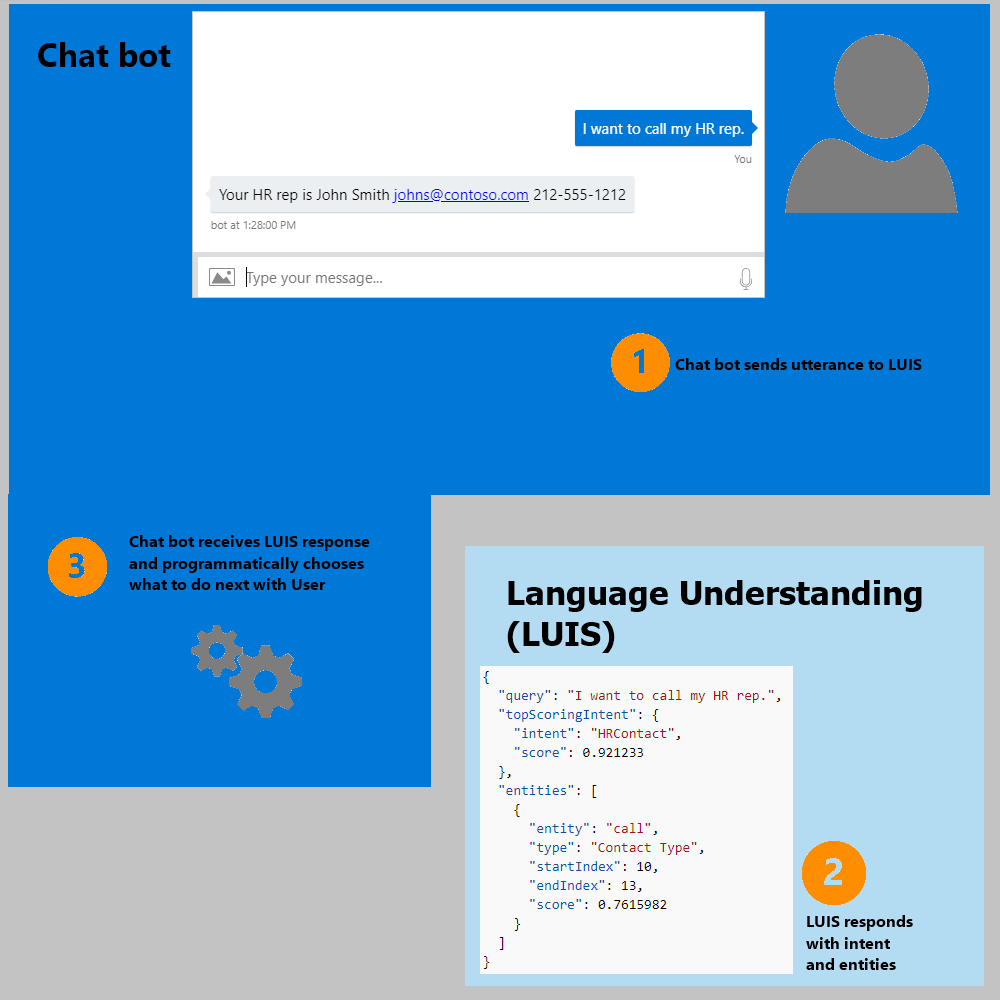 Chat bot
I want to call my HR rep.
You
Your HR rep is John Smith johns@contoso.com 212-555-1212
bot at 1:28:00 PM
Type your message...
1
Chat bot sends utterance to LUIS
3
Chat bot receives LUIS response
and programmatically chooses
what to do next with User
Language Understanding
(LUIS)
{
"query": "I want to call my HR rep.",
"topScoringIntent": {
"intent": "HRContact",
"score": 0.921233
},
"entities": [
{
"entity": "call",
"type": "Contact Type",
"startIndex": 10,
"endIndex": 13,
"score": 0.7615982
}
]
}
2
LUIS responds
with intent
and entities